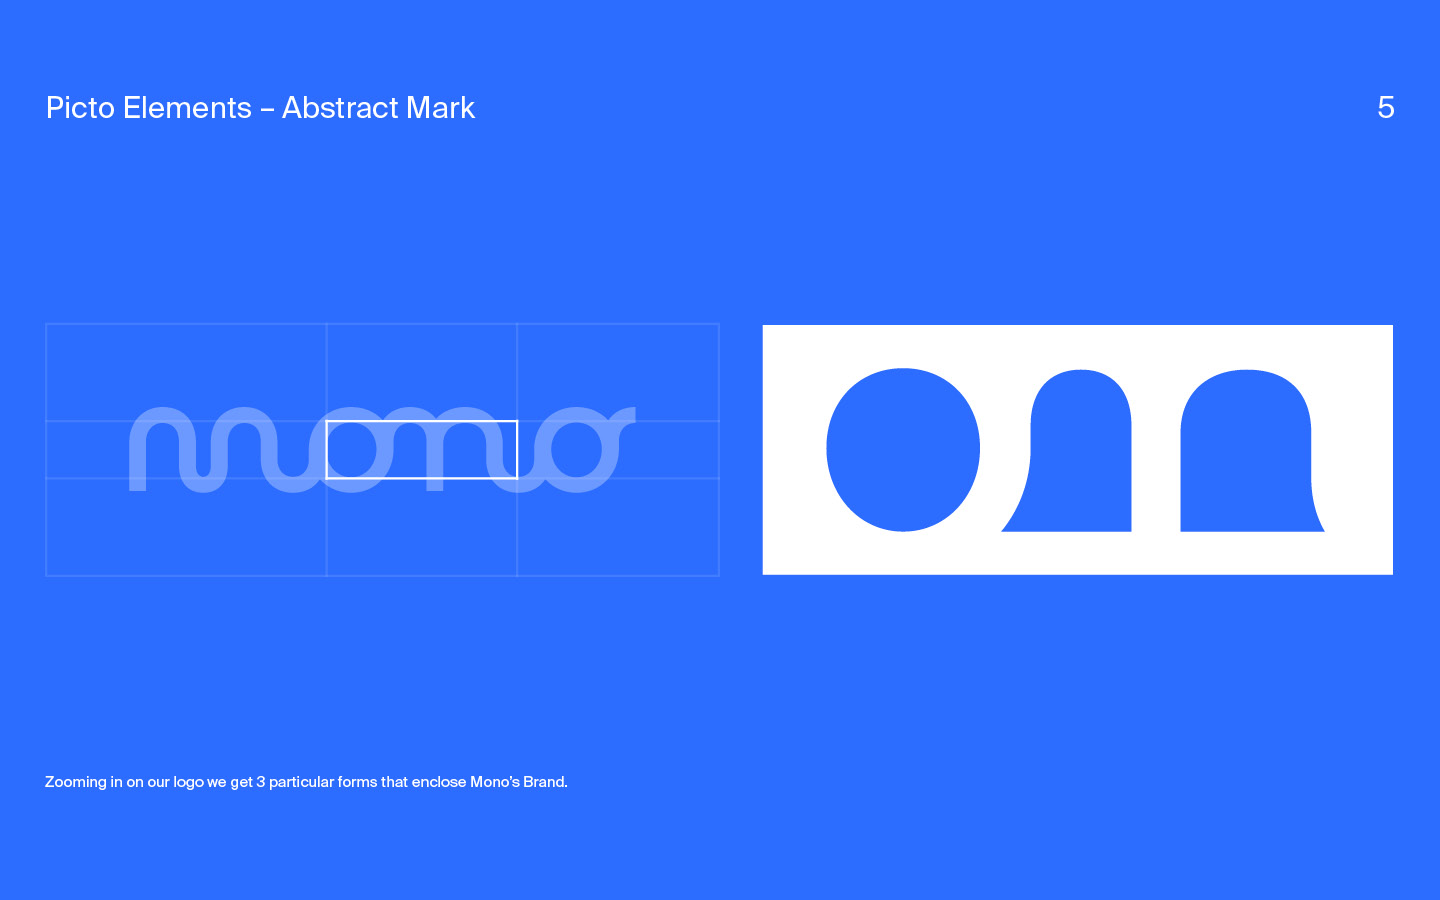 Picto Elements – Abstract Mark
5
mono
Zooming in on our logo we get 3 particular forms that enclose Mono’s Brand.